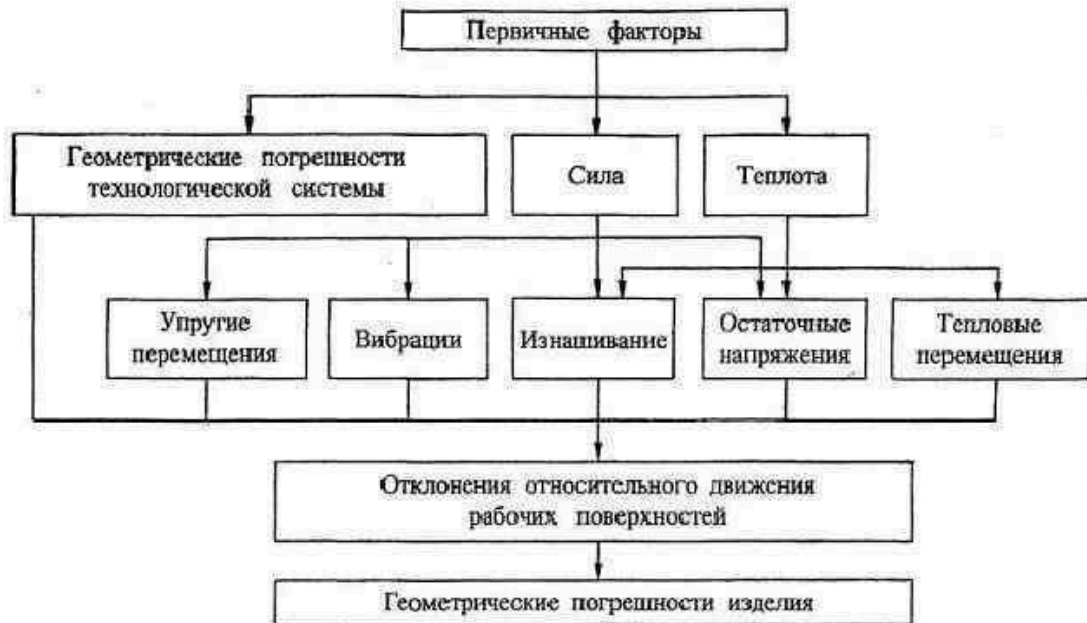 Первичные факторы
Геометрические погрешности
технологической системы
Сила
Теплота
Упругие
перемещения
Вибрации
Изнашивание
Остаточные
напряжения
Тепловые
перемещения
Отклонения относительного движения
рабочих поверхностей
Геометрические погрешности изделия